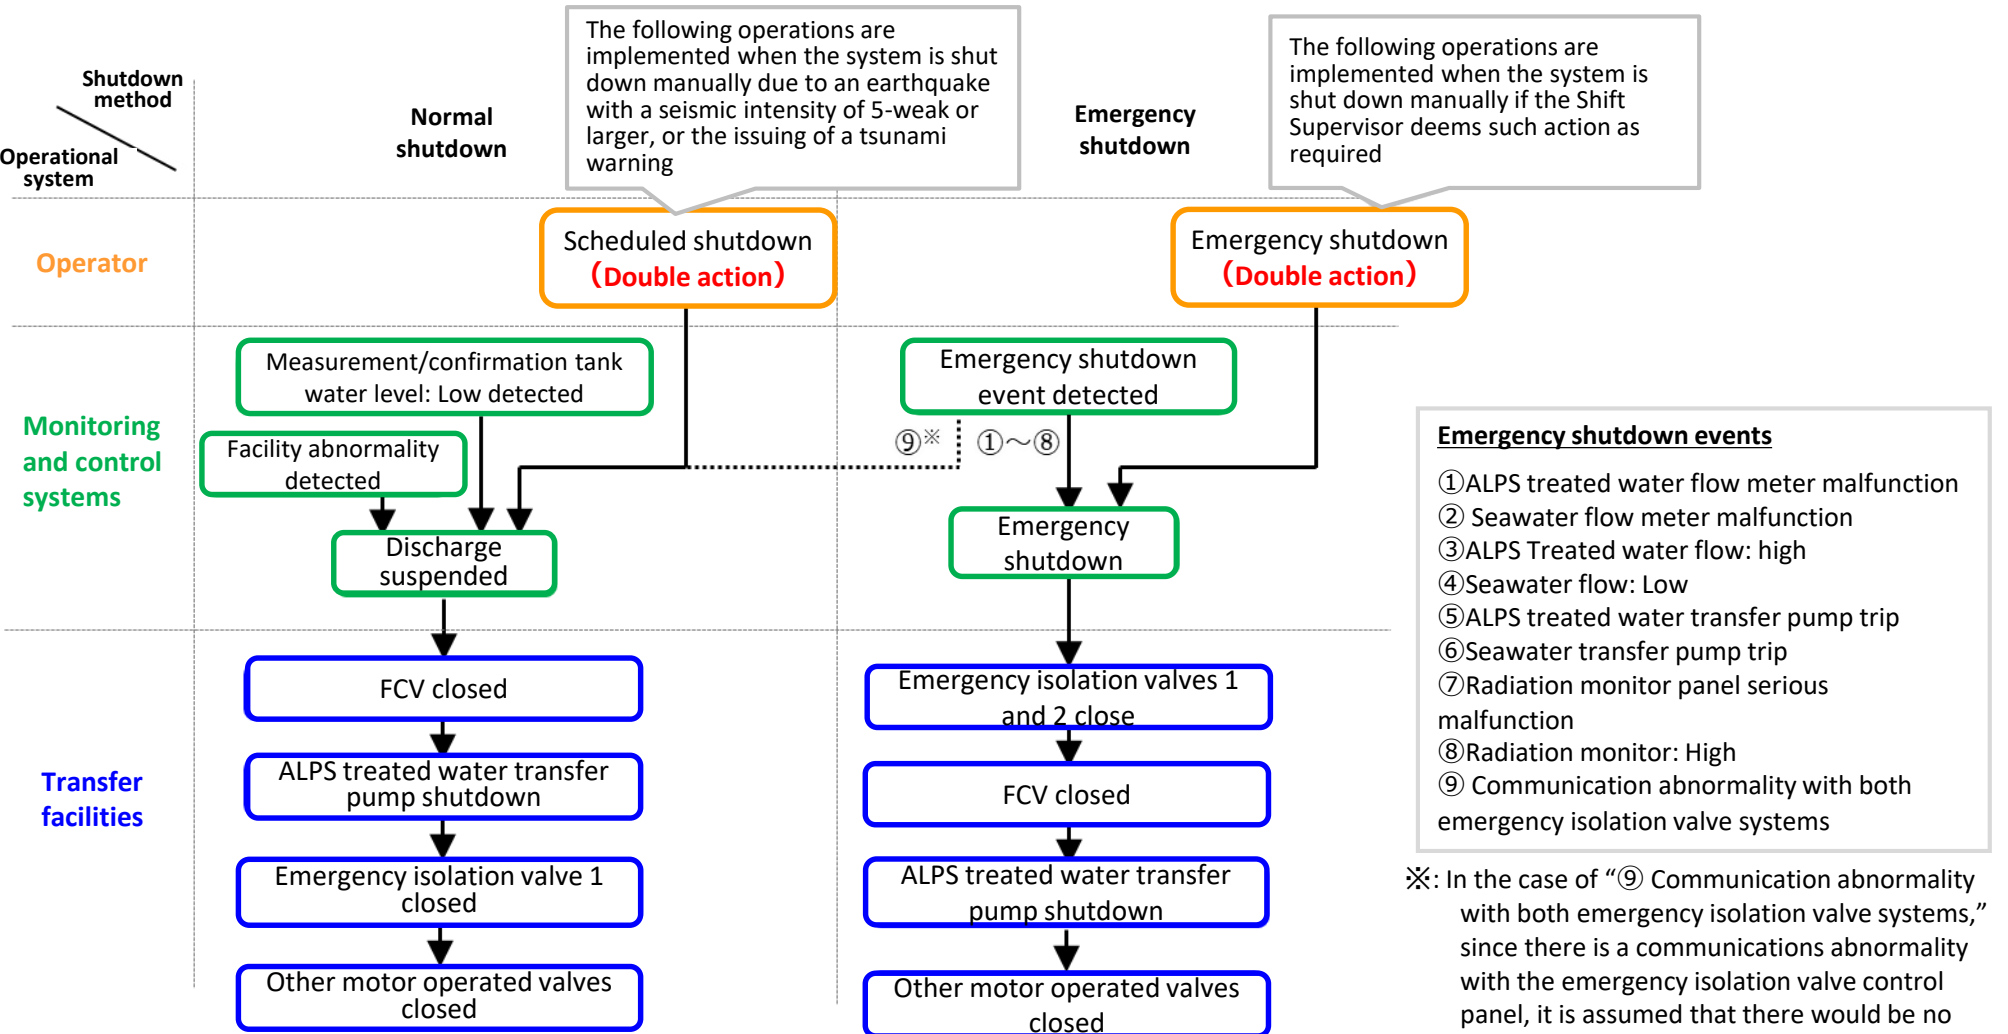 Shutdown
method
Operational
system
Normal
shutdown
The following operations are
implemented when the system is shut
down manually due to an earthquake
with a seismic intensity of 5-weak or
larger, or the issuing of a tsunami
warning
Emergency
shutdown
The following operations are
implemented when the system is
shut down manually if the Shift
Supervisor deems such action as
required
Operator
Scheduled shutdown
(Double action)
Emergency shutdown
(Double action)
Monitoring
and control
systems
Measurement/confirmation tank
water level: Low detected
Facility abnormality
detected
Discharge
suspended
Emergency shutdown
event detected
⑨※ ①～⑧
Emergency
shutdown
Transfer
facilities
FCV closed
ALPS treated water transfer
pump shutdown
Emergency isolation valve 1
closed
Other motor operated valves
closed
Emergency isolation valves 1
and 2 close
FCV closed
ALPS treated water transfer
pump shutdown
Other motor operated valves
closed
Emergency shutdown events
①ALPS treated water flow meter malfunction
② Seawater flow meter malfunction
③ALPS Treated water flow: high
④Seawater flow: Low
⑤ALPS treated water transfer pump trip
⑥Seawater transfer pump trip
⑦Radiation monitor panel serious
malfunction
⑧Radiation monitor: High
⑨ Communication abnormality with both
emergency isolation valve systems
※: In the case of “⑨ Communication abnormality
with both emergency isolation valve systems,”
since there is a communications abnormality
with the emergency isolation valve control
panel, it is assumed that there would be no